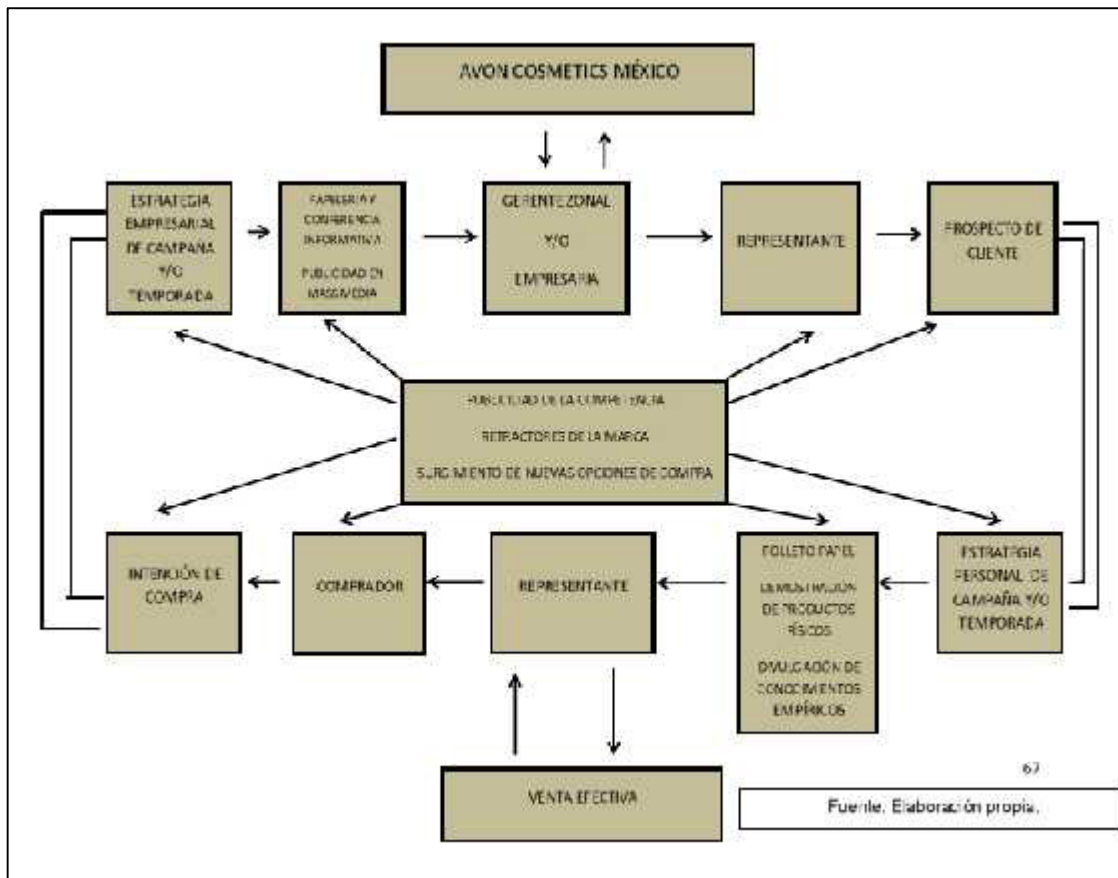 AVON COSMETICS MÉXICO
ESTRATEGIA
EMPRESARIAL
DE CAMPAÑA
Y/O
TEMPORADA
PAPELERIA Y
CONFERENCIA
INFORMATIVA
PUBLICIDAD EN
MASS MEDIA
GERENTE ZONAL
Y/O
EMPRESARIA
REPRESENTANTE
PROSPECTO DE
CLIENTE
PUBLICIDAD DE LA COMPETENCIA
RETRACTORES DE LA MARCA
SURGIMIENTO DE NUEVAS OPCIONES DE COMPRA
INTENCIÓN DE
COMPRA
COMPRADOR
REPRESENTANTE
FOLLETO PAPEL
DEMOSTRACIÓN
DE PRODUCTOS
FÍSICOS
DIVULGACIÓN DE
CONOCIMIENTOS
EMPÍRICOS
ESTRATEGIA
PERSONAL DE
CAMPAÑA Y/O
TEMPORADA
VENTA EFECTIVA
67
Fuente. Elaboración propia.